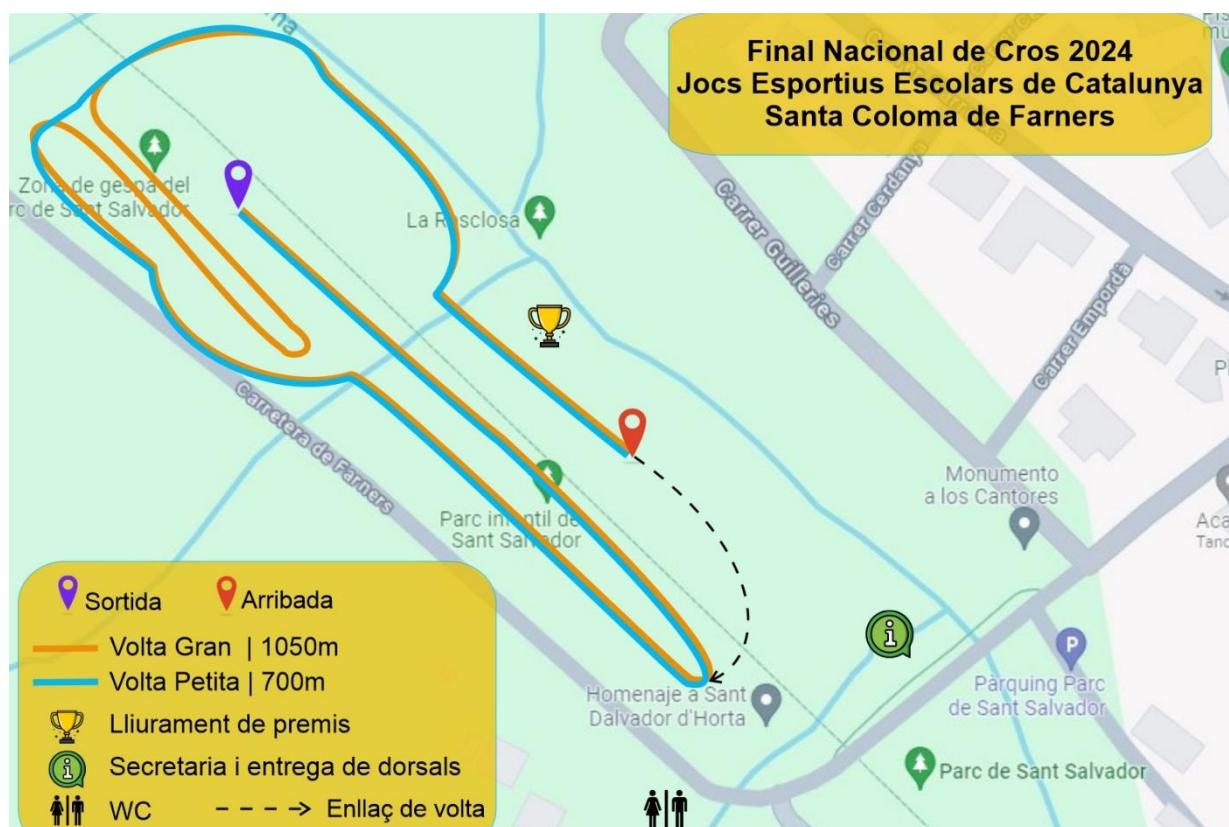 Final Nacional de Cros 2024
Jocs Esportius Escolars de Catalunya
Santa Coloma de Farners
Zona de gespa del
rc de Sant Salvador
La Rosclosa
Carrer Guilleries
Carrer Cerdanya
Carrer Empordà
Carretera de Farners
Parc infantil de
Sant Salvador
Monumento
a los Cantores
Aca
Tanc
Homenaje a Sant
Dalvador d'Horta
P
Pàrquing Parc
de Sant Salvador
Parc de Sant Salvador
Sortida
Arribada
Volta Gran | 1050m
Volta Petita | 700m
Lliurament de premis
Secretaria i entrega de dorsals
WC
Enllaç de volta